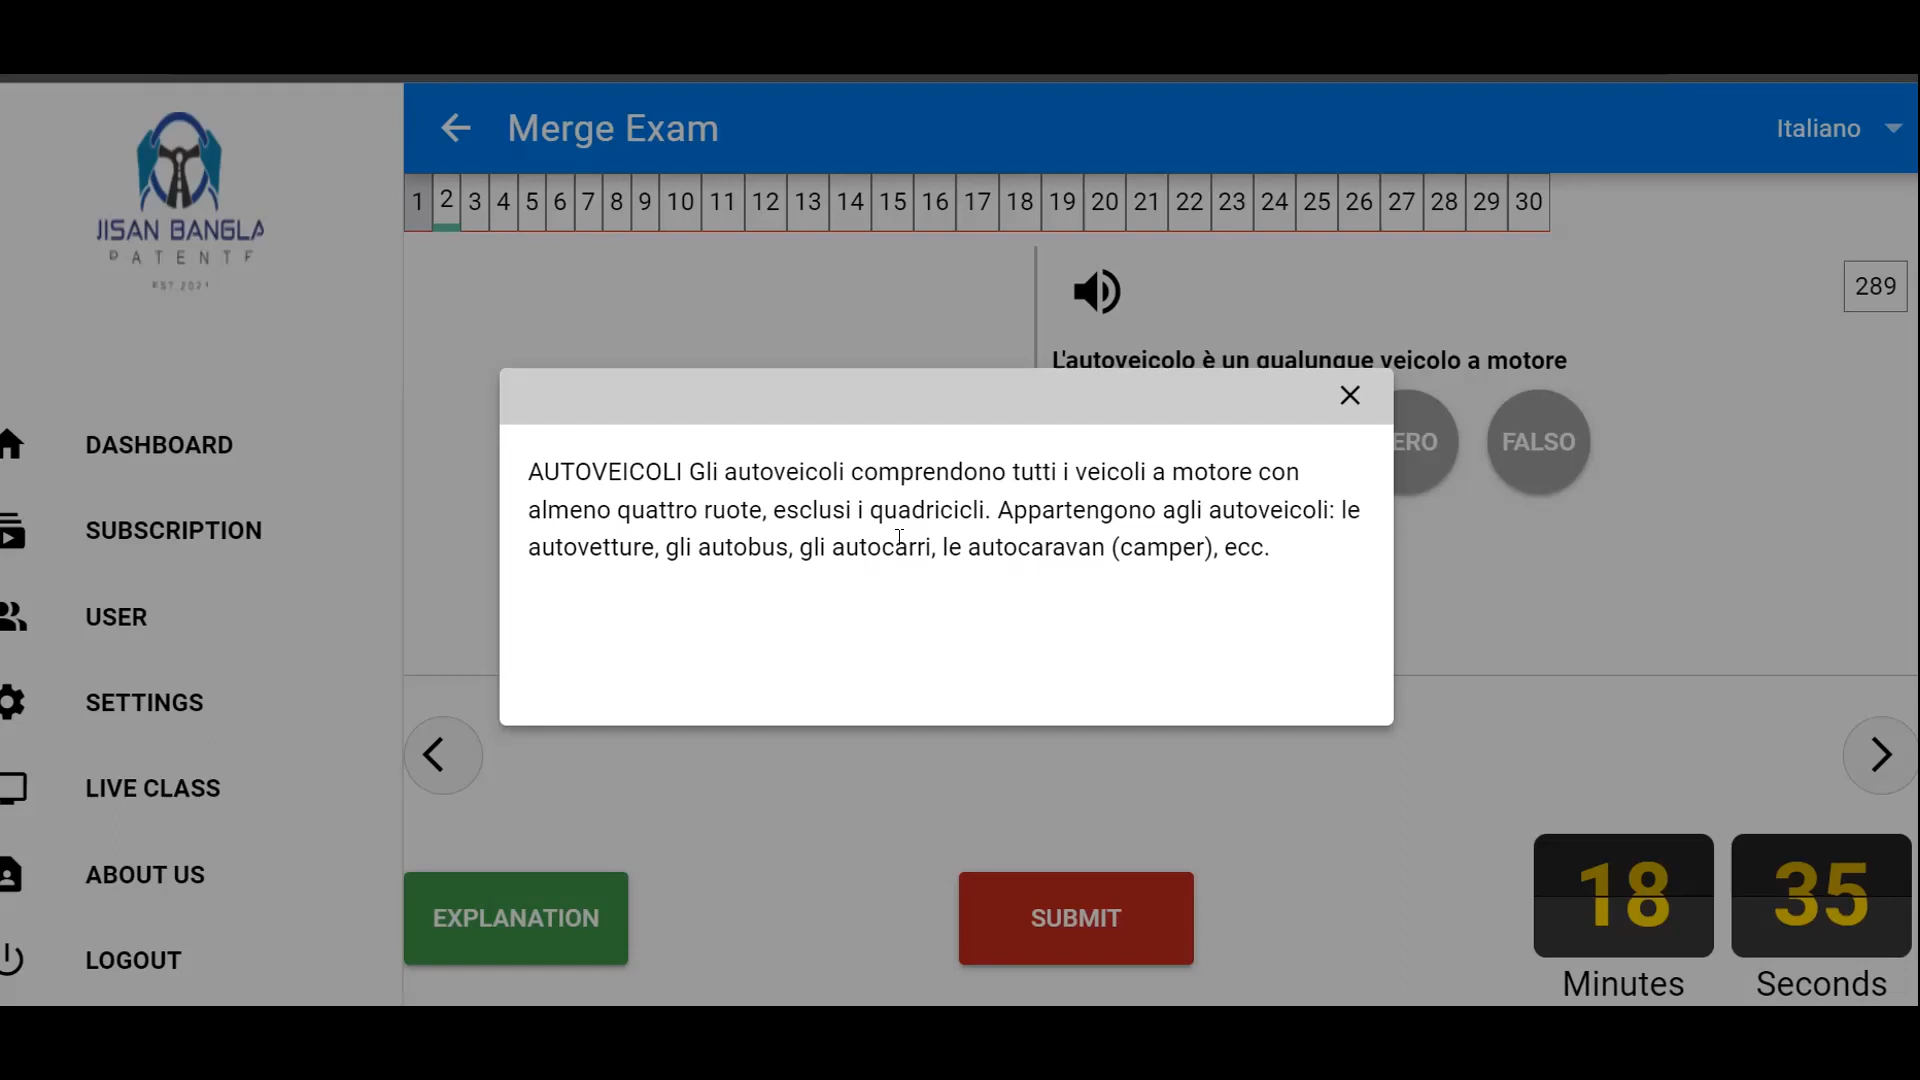 JISAN BANGLA
PATENTE
EST.2021
DASHBOARD
SUBSCRIPTION
USER
SETTINGS
LIVE CLASS
ABOUT US
LOGOUT
Merge Exam
Italiano
1 2 3 4 5 6 7 8 9 10 11 12 13 14 15 16 17 18 19 20 21 22 23 24 25 26 27 28 29 30
289
L'autoveicolo è un qualunque veicolo a motore
ERO
FALSO
AUTOVEICOLI Gli autoveicoli comprendono tutti i veicoli a motore con
almeno quattro ruote, esclusi i quadricicli. Appartengono agli autoveicoli: le
autovetture, gli autobus, gli autocarri, le autocaravan (camper), ecc.
EXPLANATION
SUBMIT
18
35
Minutes
Seconds